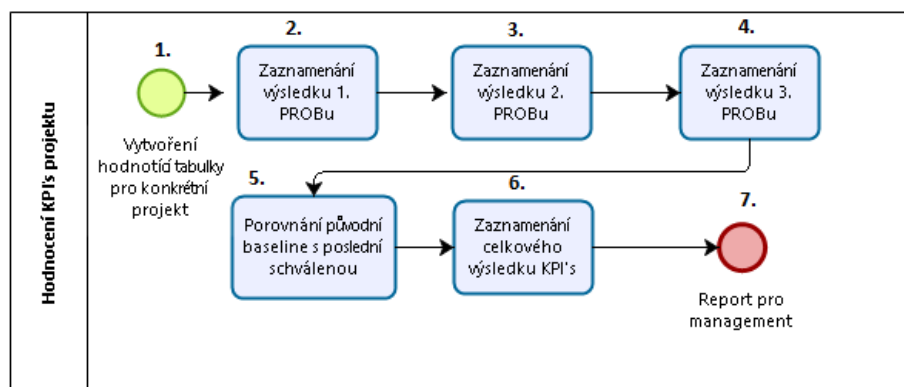 Hodnocení KPI's projektu
1.
Vytvoření
hodnotící tabulky
pro konkrétní
projekt
2.
Zaznamenání
výsledku 1.
PROBu
3.
Zaznamenání
výsledku 2.
PROBu
4.
Zaznamenání
výsledku 3.
PROBu
5.
Porovnání původní
baseline s poslední
schválenou
6.
Zaznamenání
celkového
výsledku KPI's
7.
Report pro
management